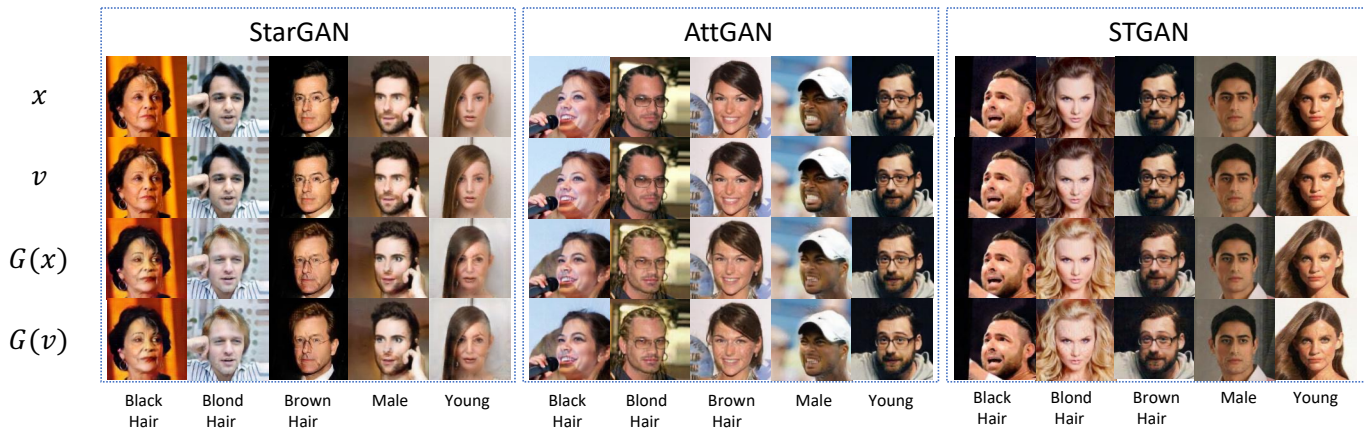 StarGAN
AttGAN
STGAN
x
v
G(x)
G(v)
Black
Hair
Blond
Hair
Brown
Hair
Male
Young
Black
Hair
Blond
Hair
Brown
Hair
Male
Young
Black
Hair
Blond
Hair
Brown
Hair
Male
Young